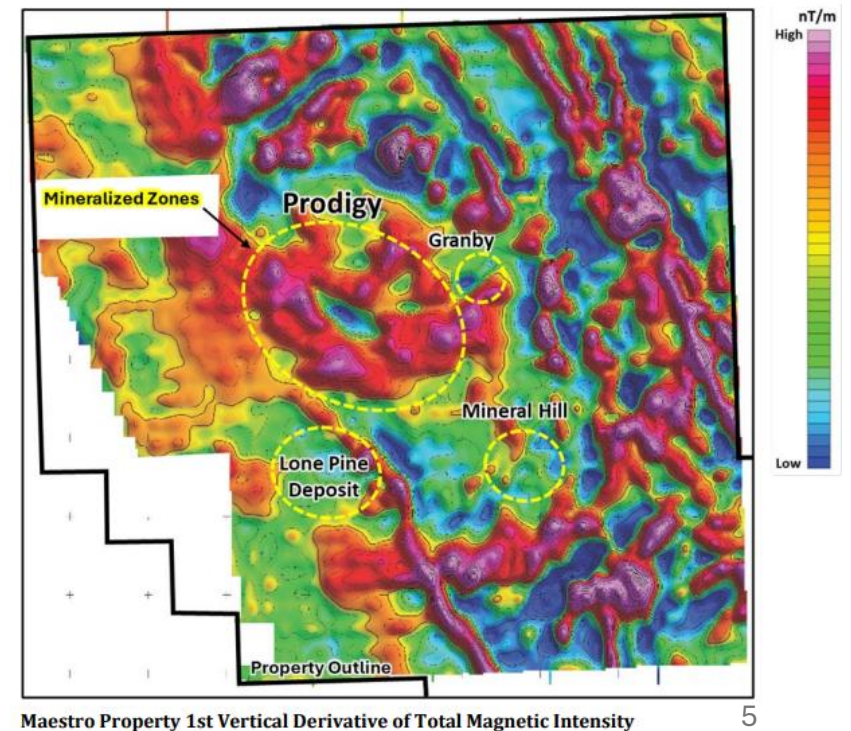 nT/m
High
Mineralized Zones
Prodigy
Granby
Mineral Hill
Lone Pine
Deposit
Low
Property Outline
Maestro Property 1st Vertical Derivative of Total Magnetic Intensity
5